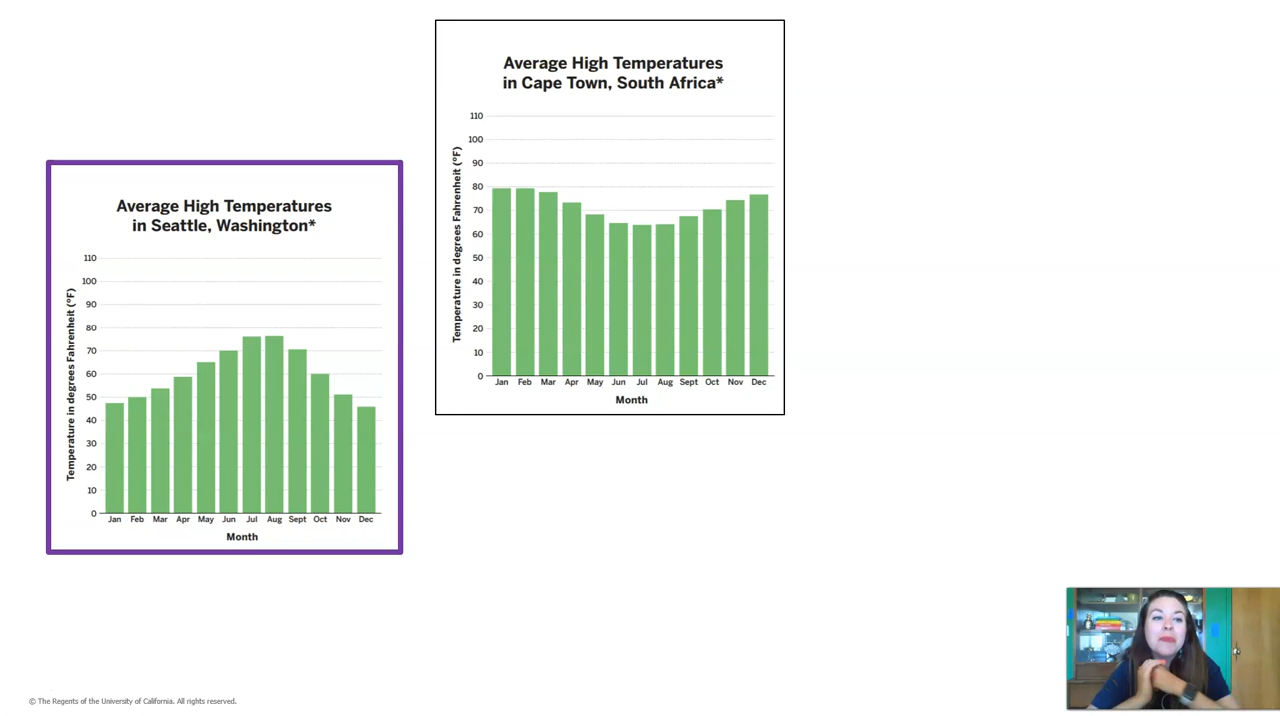 Average High Temperatures
in Cape Town, South Africa*
Temperature in degrees Fahrenheit (°F)
110
100
90
80
70
60
50
40
30
20
10
0
Jan Feb Mar Apr May Jun Jul Aug Sept Oct Nov Dec
Month
Average High Temperatures
in Seattle, Washington*
Temperature in degrees Fahrenheit (°F)
110
100
90
80
70
60
50
40
30
20
10
0
Jan Feb Mar Apr May Jun Jul Aug Sept Oct Nov Dec
Month
© The Regents of the University of California. All rights reserved.